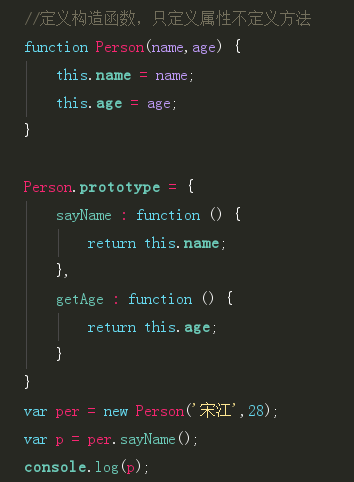 //定义构造函数，只定义属性不定义方法
function Person(name,age) {
    this.name = name;
    this.age = age;
}
Person.prototype = {
    sayName : function () {
        return this.name;
    },
    getAge : function () {
        return this.age;
    }
}
var per = new Person('宋江',28);
var p = per.sayName();
console.log(p);